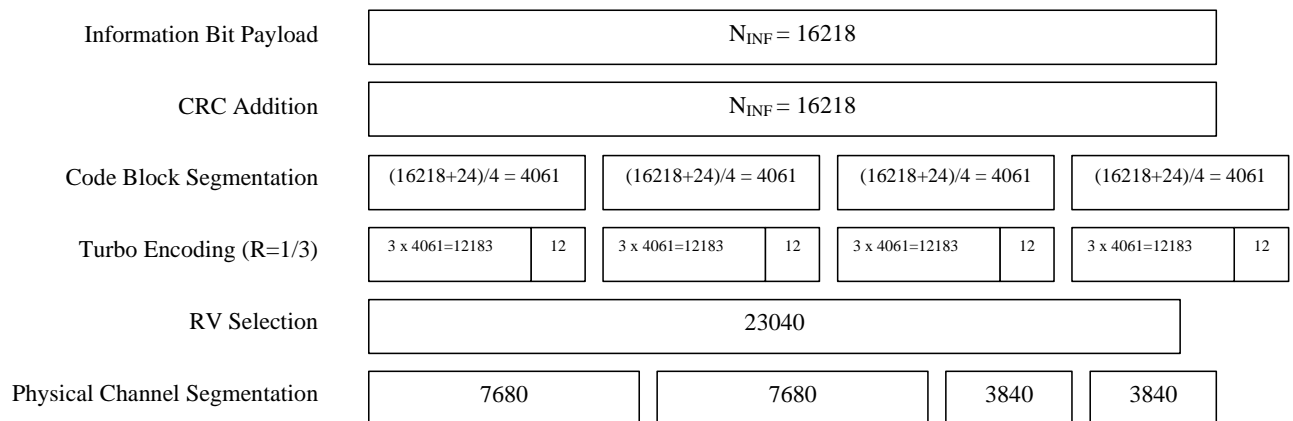 Information Bit Payload N_INF = 16218
CRC Addition N_INF = 16218
Code Block Segmentation (16218+24)/4 = 4061 (16218+24)/4 = 4061 (16218+24)/4 = 4061 (16218+24)/4 = 4061
Turbo Encoding (R=1/3) 3 x 4061=12183 12 3 x 4061=12183 12 3 x 4061=12183 12 3 x 4061=12183 12
RV Selection 23040
Physical Channel Segmentation 7680 7680 3840 3840